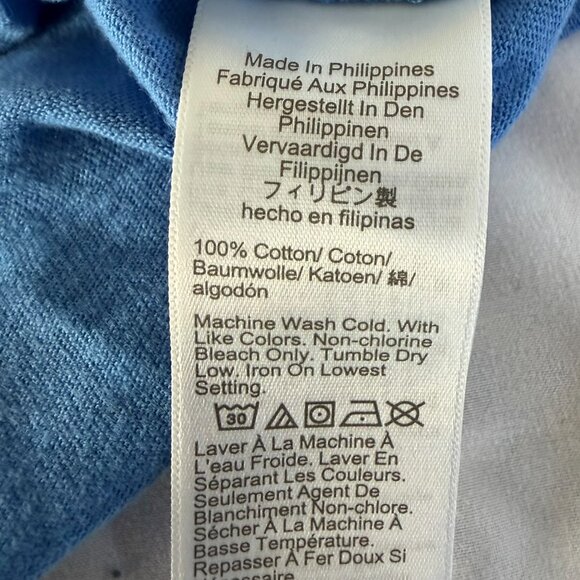 Made In Philippines
Fabriqué Aux Philippines
Hergestellt In Den
Philippinen
Vervaardigd In De
Filippijnen
フィリピン製
hecho en filipinas
100% Cotton/ Coton/
Baumwolle/ Katoen/ 綿/
algodón
Machine Wash Cold. With
Like Colors. Non-chlorine
Bleach Only. Tumble Dry
Low. Iron On Lowest
Setting.
30
Laver À La Machine À
L'eau Froide. Laver En
Séparant Les Couleurs.
Seulement Agent De
Blanchiment Non-chlore.
Sécher À La Machine À
Basse Température.
Repasser À Fer Doux Si